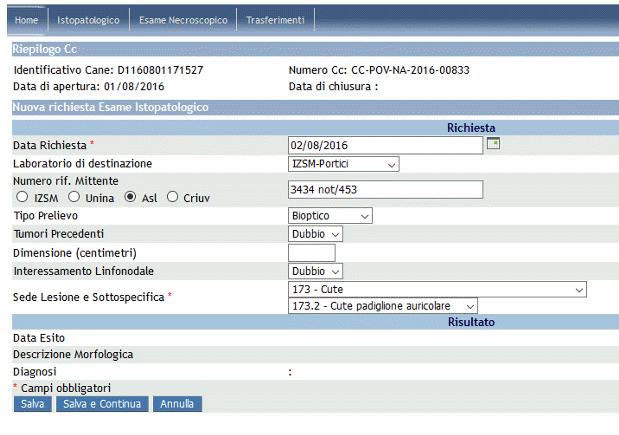 Home Istopatologico Esame Necroscopico Trasferimenti
Riepilogo Cc
Identificativo Cane: D1160801171527 Numero Cc: CC-POV-NA-2016-00833
Data di apertura: 01/08/2016 Data di chiusura :
Nuova richiesta Esame Istopatologico
Richiesta
Data Richiesta * 02/08/2016
Laboratorio di destinazione IZSM-Portici
Numero rif. Mittente
IZSM Unina Asl Criuv 3434 not/453
Tipo Prelievo Bioptico
Tumori Precedenti Dubbio
Dimensione (centimetri)
Interessamento Linfonodale Dubbio
Sede Lesione e Sottospecifica * 173 - Cute
173.2 - Cute padiglione auricolare
Risultato
Data Esito
Descrizione Morfologica
Diagnosi :
* Campi obbligatori
Salva Salva e Continua Annulla